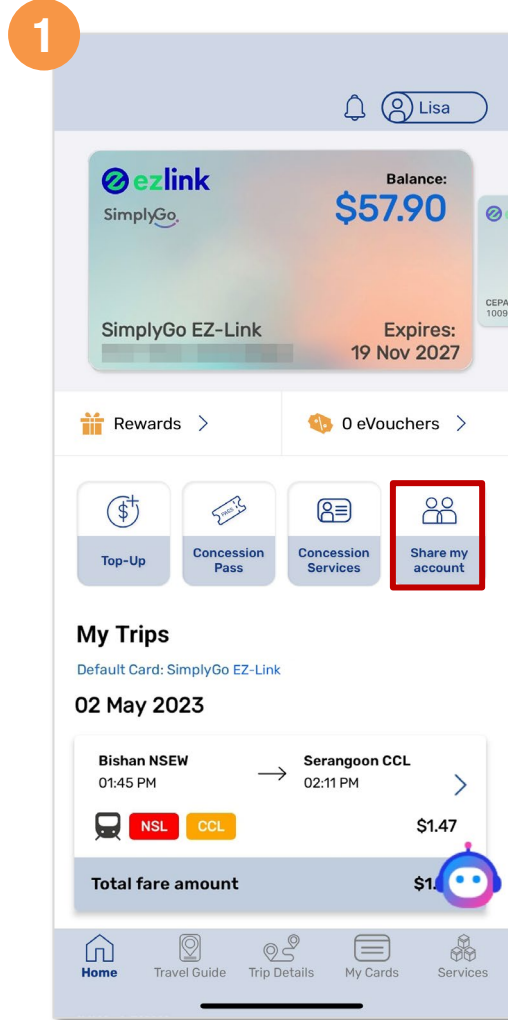 1
Lisa
ezlink
SimplyGo.
Balance:
$57.90
SimplyGo EZ-Link
Expires:
19 Nov 2027
CEPA
1009
Rewards >
0 eVouchers >
$
PASS
Top-Up
Concession
Pass
Concession
Services
Share my
account
My Trips
Default Card: SimplyGo EZ-Link
02 May 2023
Bishan NSEW → Serangoon CCL
01:45 PM 02:11 PM
NSL CCL $1.47
Total fare amount $1.
Home Travel Guide Trip Details My Cards Services